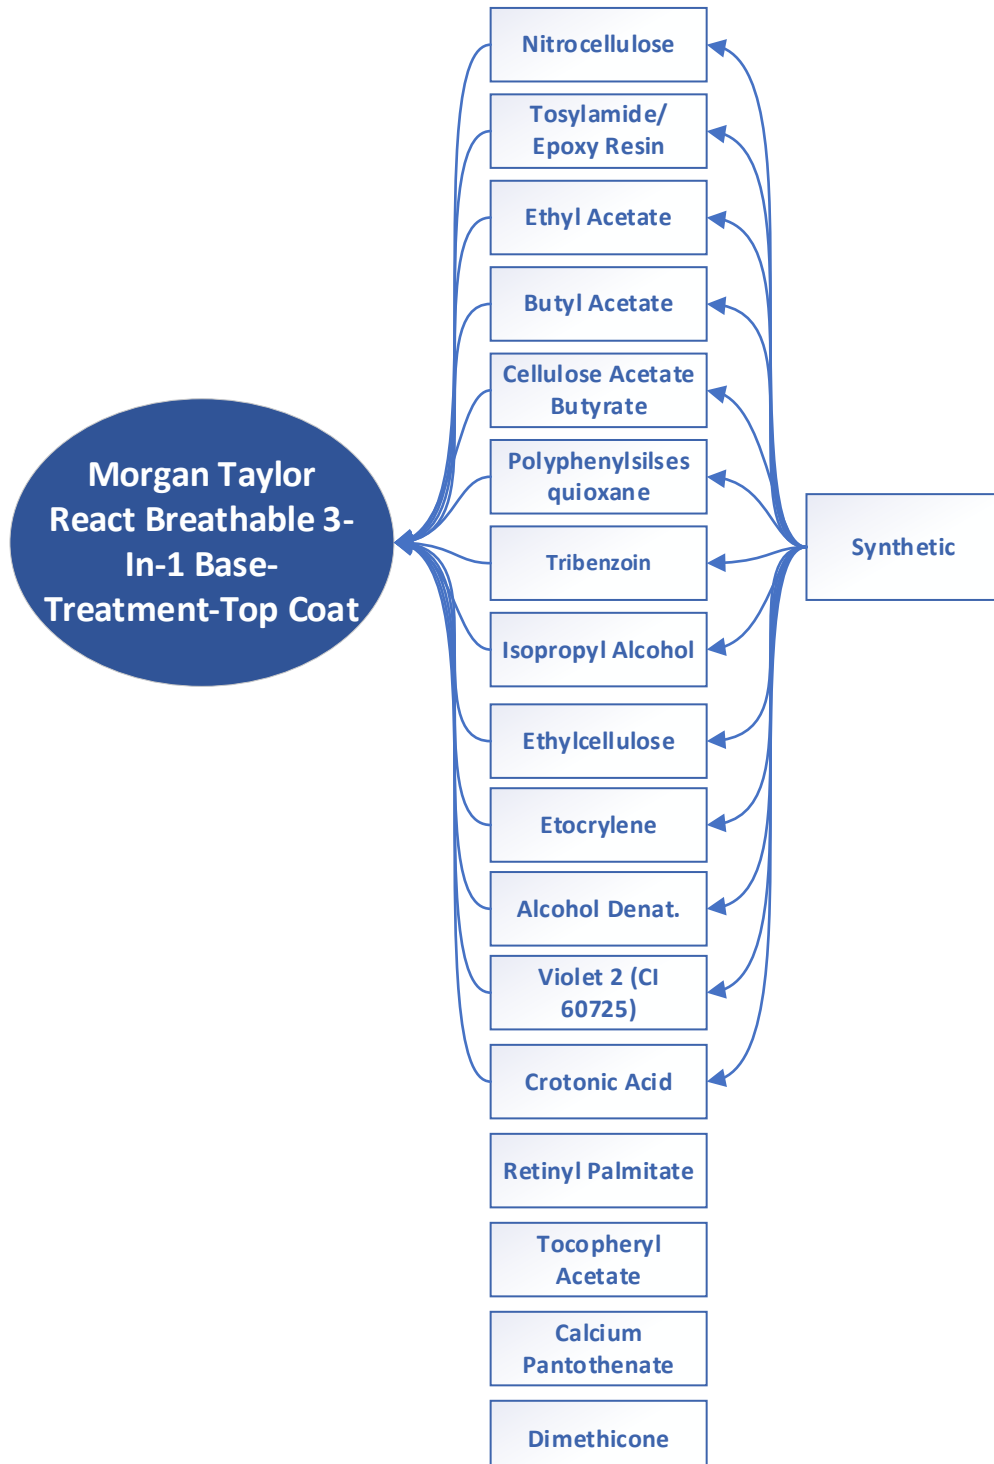 Nitrocellulose
Tosylamide/
Epoxy Resin
Ethyl Acetate
Butyl Acetate
Cellulose Acetate
Butyrate
Polyphenylsilses
quioxane
Tribenzoin
Isopropyl Alcohol
Ethylcellulose
Etocrylene
Alcohol Denat.
Violet 2 (CI
60725)
Crotonic Acid
Retinyl Palmitate
Tocopheryl
Acetate
Calcium
Pantothenate
Dimethicone
Morgan Taylor
React Breathable 3-
In-1 Base-
Treatment-Top Coat
Synthetic